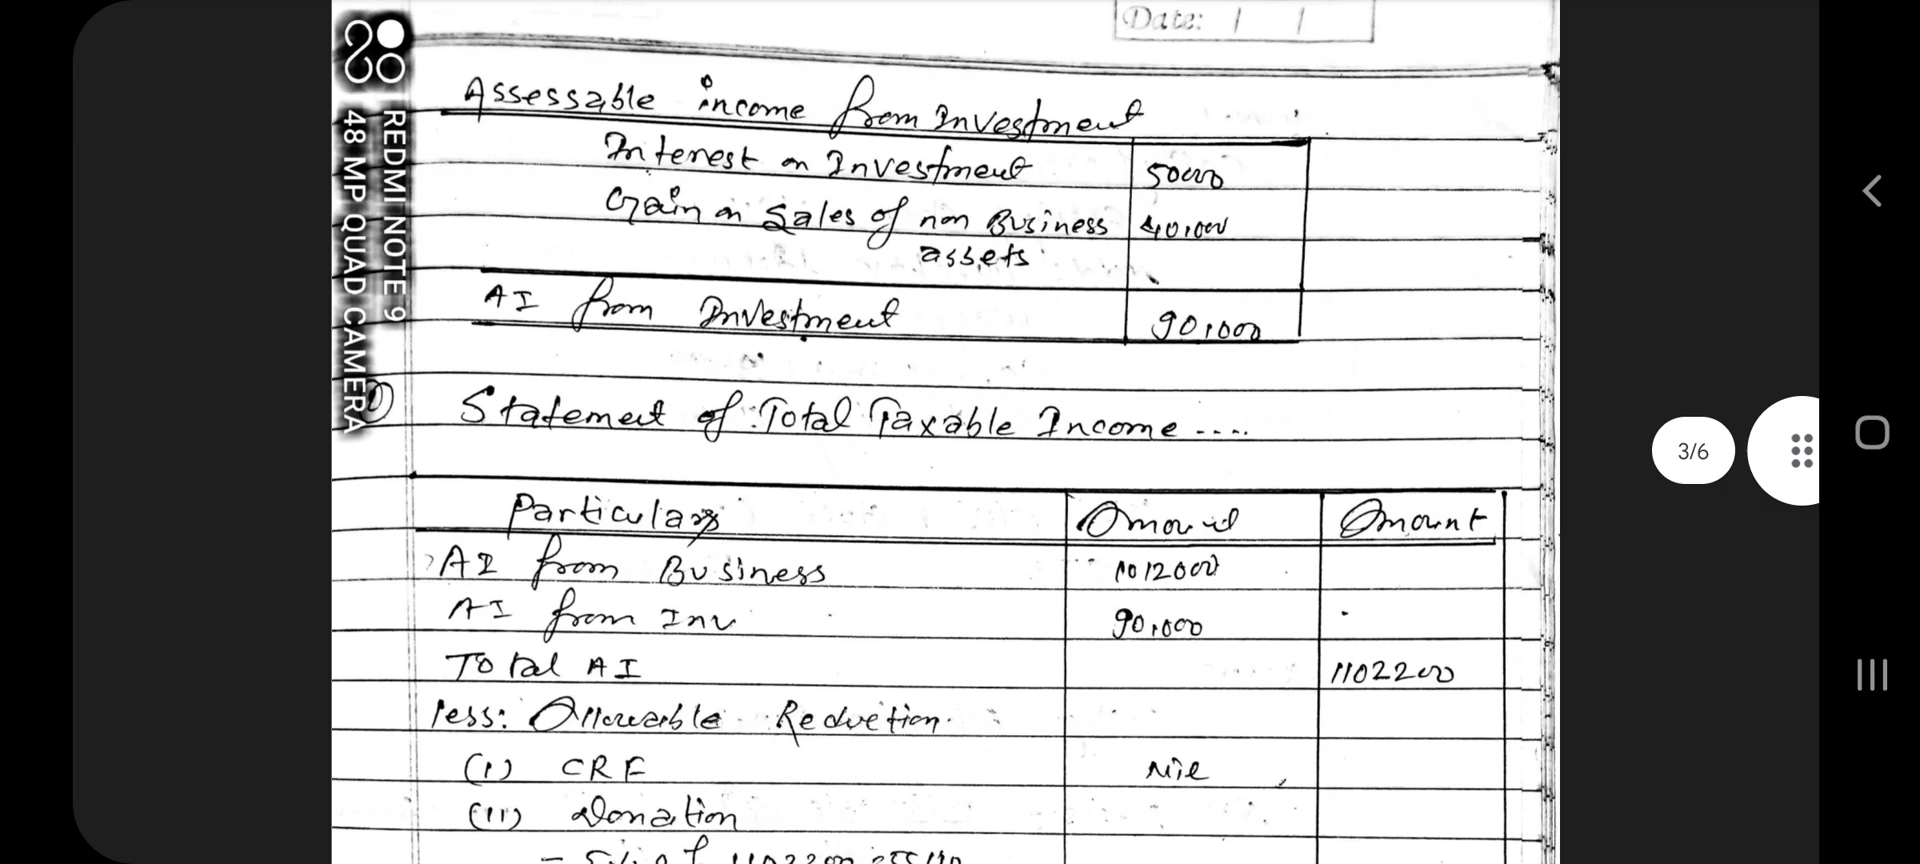 Date: / /
Assessable income from Investment
Interest on Investment 50000
Gain on Sales of non Business 40,000
assets
AI from Investment 90,000
Statement of Total Taxable Income ....
Particulars Amount Amount
AI from Business 1012000
AI from Inv 90,000
Total AI 1102200
less: Allowable Reduction
(I) CRF Nil
(II) Donation
REDMI NOTE 9
48 MP QUAD CAMERA
3/6